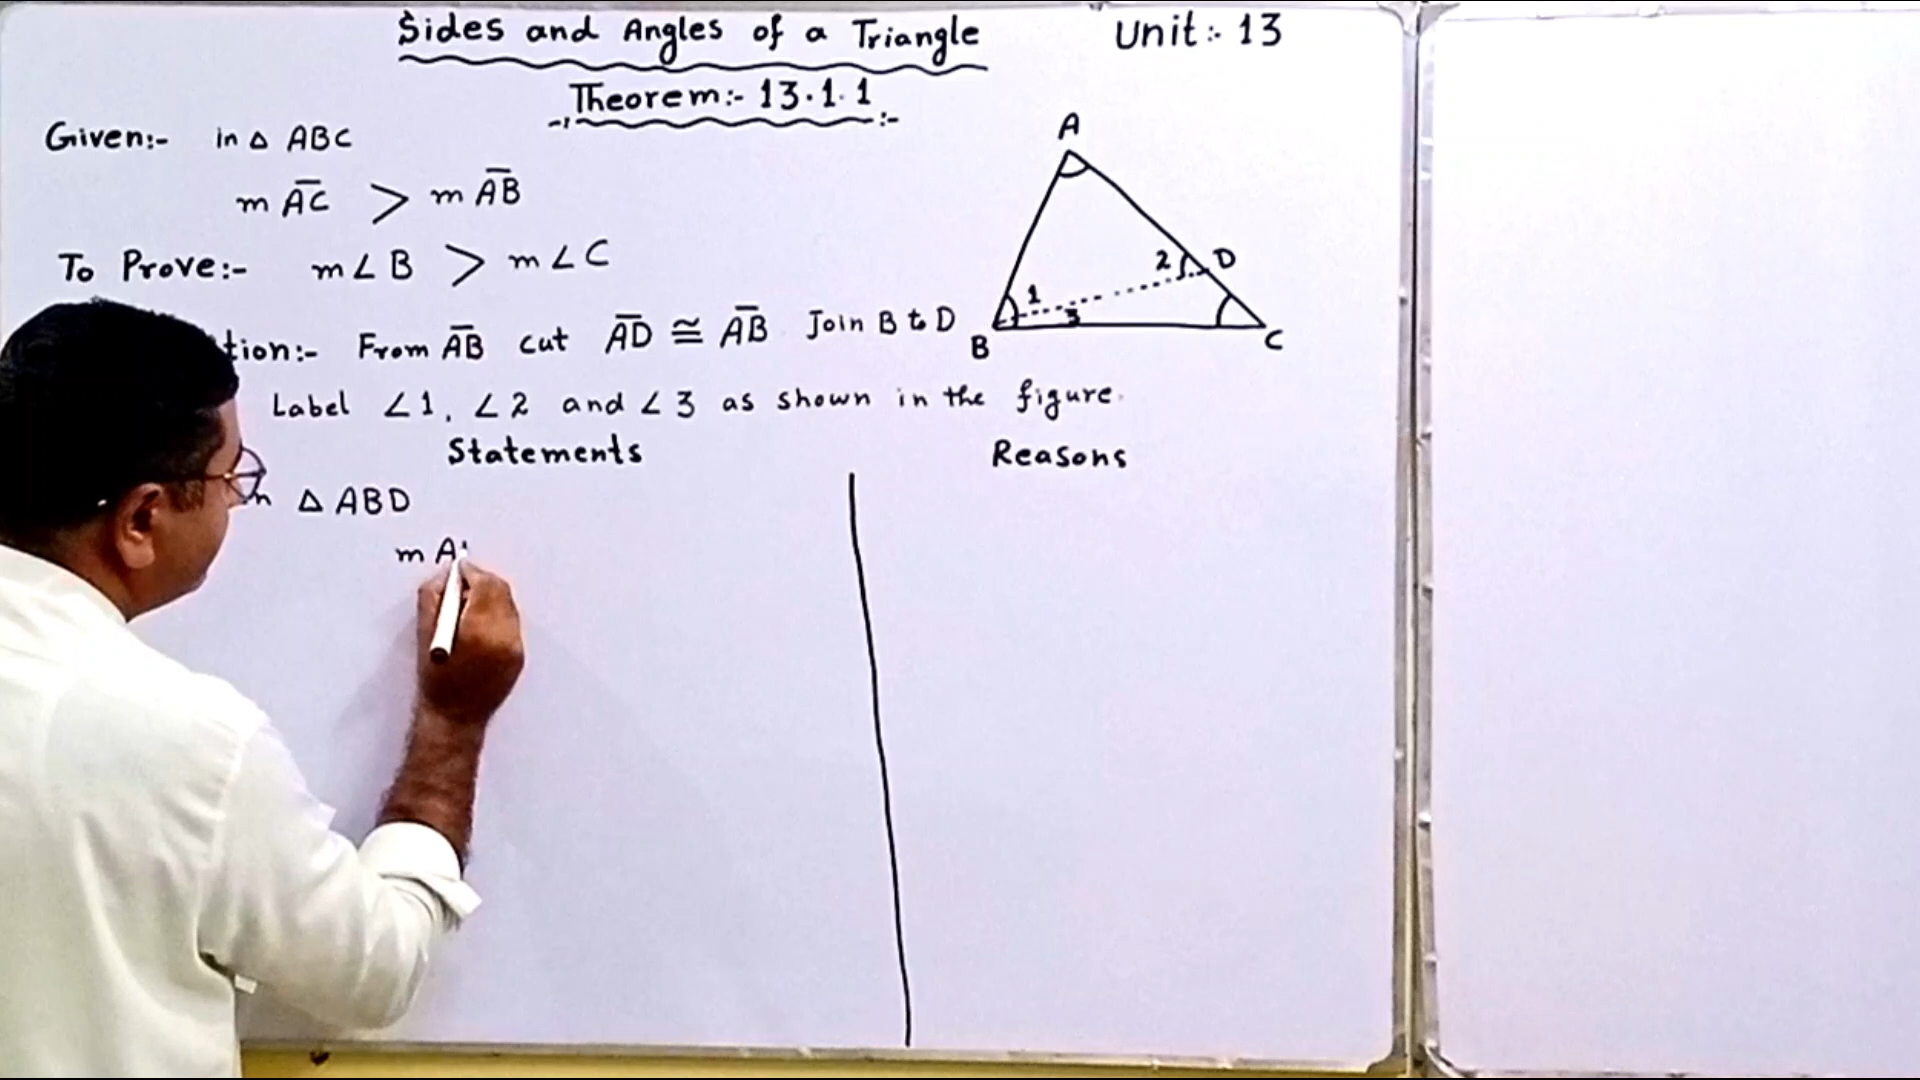 Sides and Angles of a Triangle
Unit:- 13
Theorem:- 13.1.1
Given:- in △ ABC
m A̅C̅ > m A̅B̅
To Prove:- m∠B > m∠C
tion:- From A̅B̅ cut A̅D̅ ≅ A̅B̅ Join B to D
Label ∠1, ∠2 and ∠3 as shown in the figure.
Statements
Reasons
△ ABD
m A
A
2
D
1
3
B
C